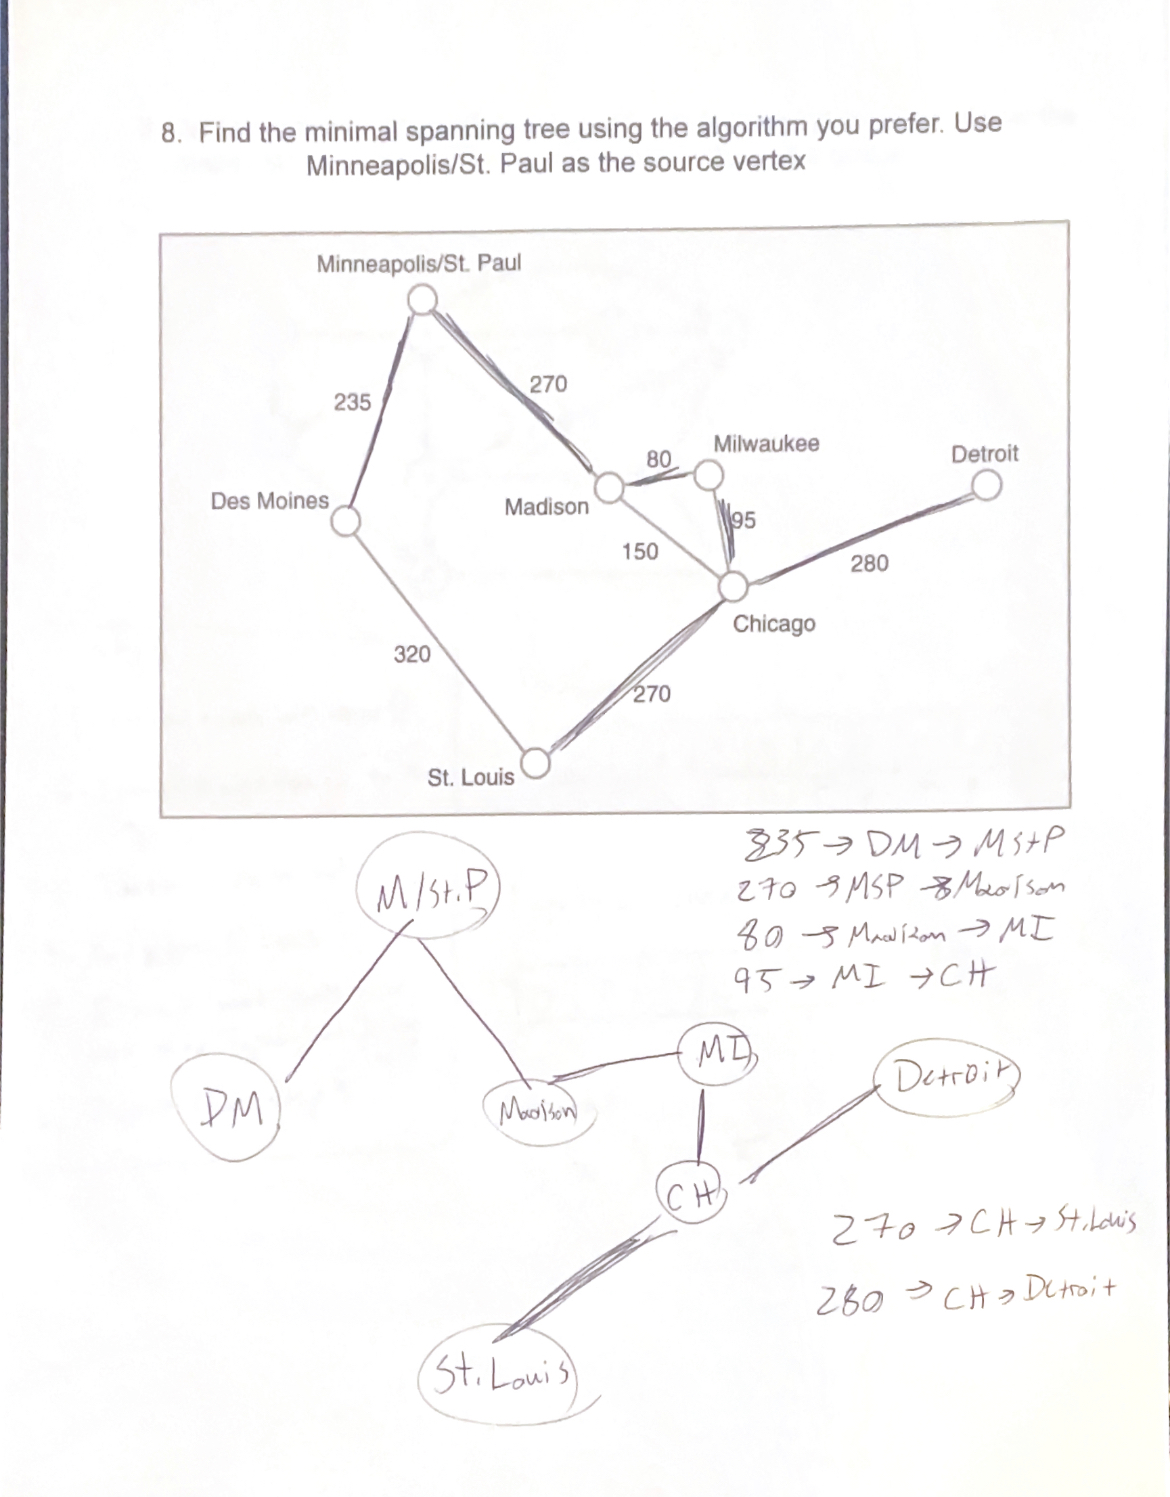 8. Find the minimal spanning tree using the algorithm you prefer. Use
Minneapolis/St. Paul as the source vertex
Minneapolis/St. Paul
270
235
Milwaukee
80
Detroit
Des Moines
Madison
95
150
280
Chicago
320
270
St. Louis
235 → DM → MStP
270 → MSP → Madison
80 → Madison → MI
95 → MI → CH
M/St.P
MI
Detroit
DM
Madison
CH
270 → CH → St. Louis
280 → CH → Detroit
St. Louis